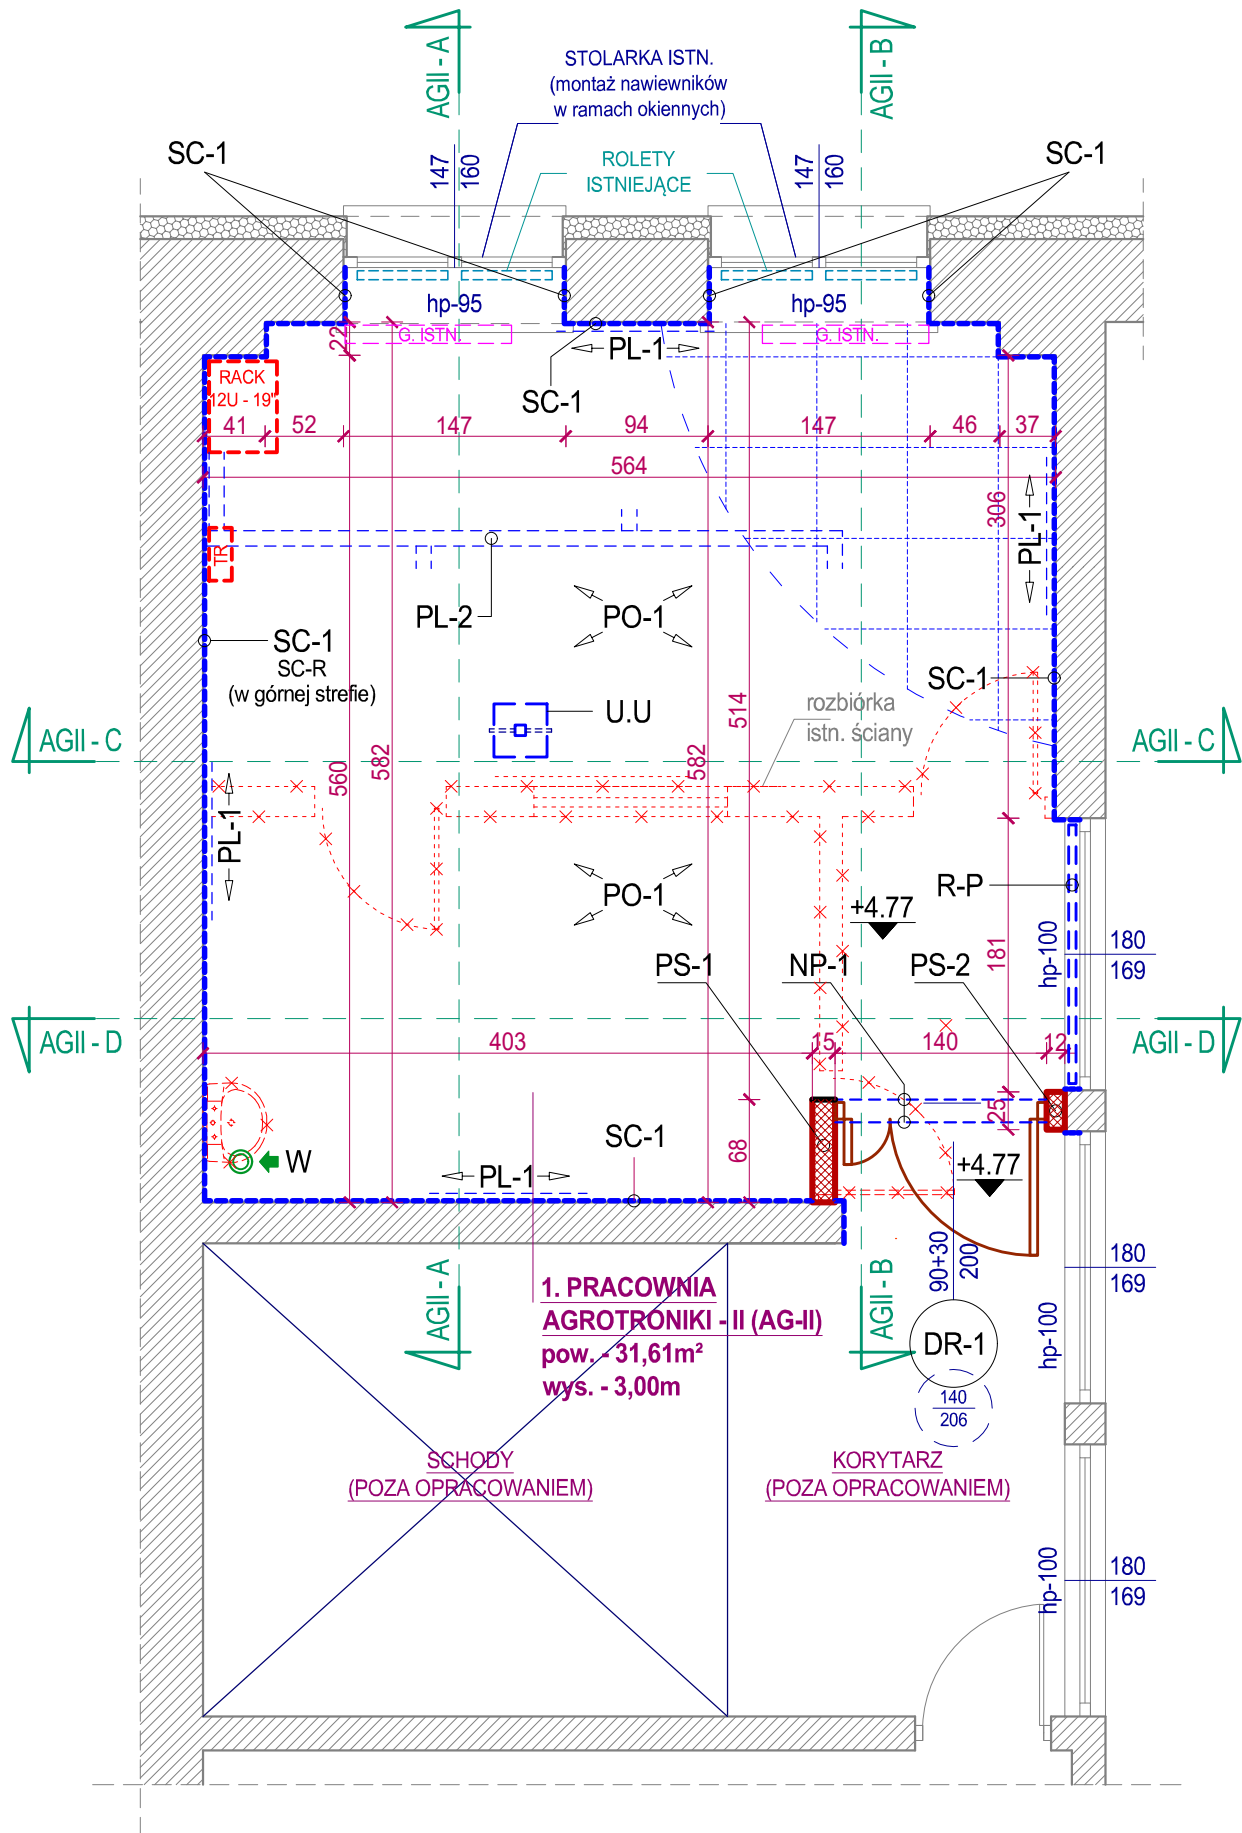 AGII - A
AGII - B
STOLARKA ISTN.
(montaż nawiewników
w ramach okiennych)
SC-1
SC-1
147
160
ROLETY
ISTNIEJĄCE
147
160
hp-95
hp-95
22
G. ISTN.
G. ISTN.
PL-1
SC-1
RACK
12U - 19"
41
52
147
94
147
46
37
564
306
PL-1
TR
PL-2
PO-1
SC-1
SC-R
(w górnej strefie)
SC-1
U.U
514
rozbiórka
istn. ściany
AGII - C
AGII - C
560
582
582
PL-1
PO-1
R-P
+4.77
PS-1
NP-1
PS-2
181
hp-100
180
169
AGII - D
AGII - D
403
15
140
12
25
68
SC-1
W
PL-1
+4.77
AGII - A
AGII - B
90+30
200
180
169
hp-100
1. PRACOWNIA
AGROTRONIKI - II (AG-II)
pow. - 31,61m²
wys. - 3,00m
DR-1
140
206
SCHODY
(POZA OPRACOWANIEM)
KORYTARZ
(POZA OPRACOWANIEM)
hp-100
180
169